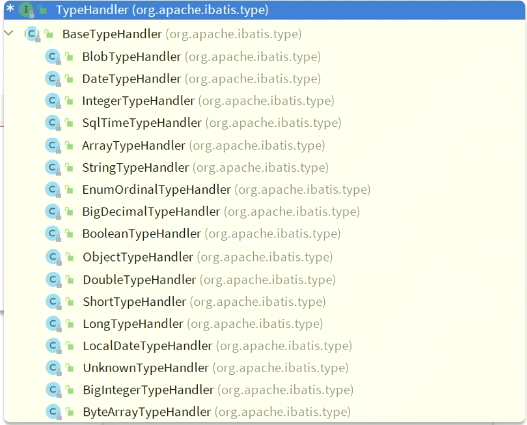 TypeHandler (org.apache.ibatis.type)
BaseTypeHandler (org.apache.ibatis.type)
BlobTypeHandler (org.apache.ibatis.type)
DateTypeHandler (org.apache.ibatis.type)
IntegerTypeHandler (org.apache.ibatis.type)
SqlTimeTypeHandler (org.apache.ibatis.type)
ArrayTypeHandler (org.apache.ibatis.type)
StringTypeHandler (org.apache.ibatis.type)
EnumOrdinalTypeHandler (org.apache.ibatis.type)
BigDecimalTypeHandler (org.apache.ibatis.type)
BooleanTypeHandler (org.apache.ibatis.type)
ObjectTypeHandler (org.apache.ibatis.type)
DoubleTypeHandler (org.apache.ibatis.type)
ShortTypeHandler (org.apache.ibatis.type)
LongTypeHandler (org.apache.ibatis.type)
LocalDateTypeHandler (org.apache.ibatis.type)
UnknownTypeHandler (org.apache.ibatis.type)
BigIntegerTypeHandler (org.apache.ibatis.type)
ByteArrayTypeHandler (org.apache.ibatis.type)